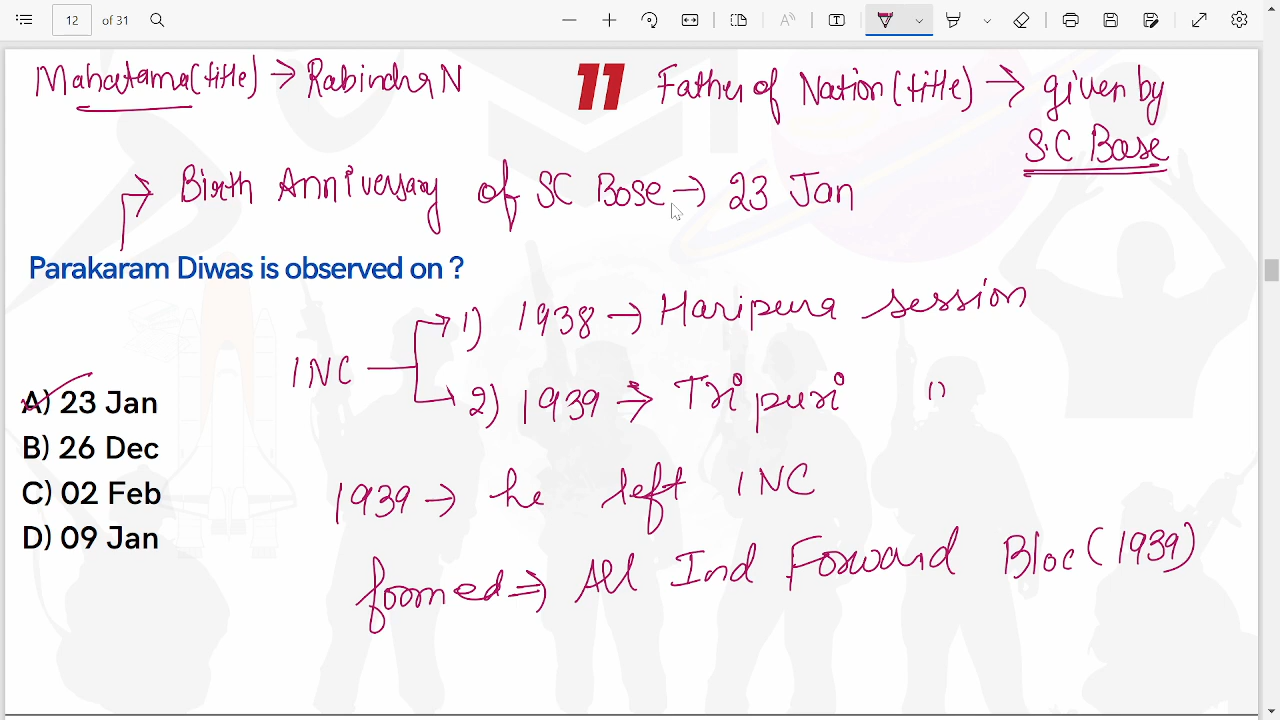 12 of 31
Mahatama(title) → Rabindra N
11 Father of Nation(title) → given by
S.C Bose
→ Birth Anniversary of SC Bose → 23 Jan
Parakaram Diwas is observed on ?
INC
1) 1938 → Haripura session
2) 1939 → Tripuri "
A) 23 Jan
B) 26 Dec
C) 02 Feb
D) 09 Jan
1939 → he left INC
formed ⇒ All Ind Forward Bloc (1939)